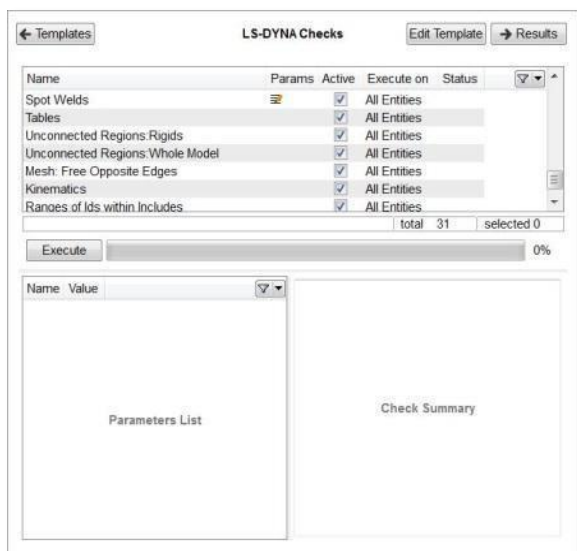 Templates LS-DYNA Checks Edit Template Results
Name Params Active Execute on Status
Spot Welds All Entities
Tables All Entities
Unconnected Regions:Rigids All Entities
Unconnected Regions:Whole Model All Entities
Mesh: Free Opposite Edges All Entities
Kinematics All Entities
Ranges of Ids within Includes All Entities
total 31 selected 0
Execute 0%
Name Value
Parameters List
Check Summary